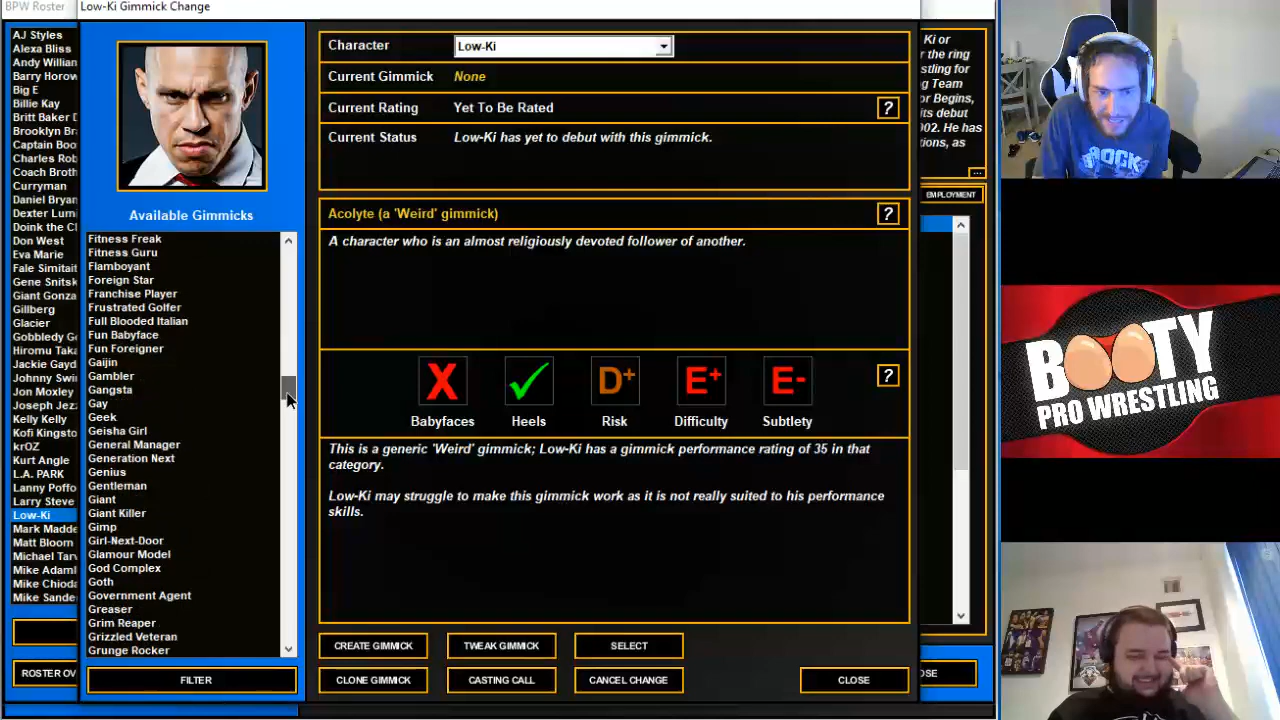 BPW Roster
Low-Ki Gimmick Change
AJ Styles
Alexa Bliss
Andy William
Barry Horow
Big E
Billie Kay
Britt Baker D
Brooklyn Bra
Captain Boo
Charles Rob
Coach Broth
Curryman
Daniel Bryan
Dexter Lumi
Doink the Cl
Don West
Eva Marie
Fale Simitait
Gene Snitsk
Giant Gonza
Gillberg
Glacier
Gobbledy Go
Hiromu Taka
Jackie Gayd
Johnny Swin
Jon Moxley
Joseph Jezz
Kelly Kelly
Kofi Kingsto
krOZ
Kurt Angle
L.A. PARK
Lanny Poffo
Larry Steve
Low-Ki
Mark Madde
Matt Bloom
Michael Tarv
Mike Adaml
Mike Chioda
Mike Sande
ROSTER OV
Available Gimmicks
Fitness Freak
Fitness Guru
Flamboyant
Foreign Star
Franchise Player
Frustrated Golfer
Full Blooded Italian
Fun Babyface
Fun Foreigner
Gaijin
Gambler
Gangsta
Gay
Geek
Geisha Girl
General Manager
Generation Next
Genius
Gentleman
Giant
Giant Killer
Gimp
Girl-Next-Door
Glamour Model
God Complex
Goth
Government Agent
Greaser
Grim Reaper
Grizzled Veteran
Grunge Rocker
FILTER
Character Low-Ki
Current Gimmick None
Current Rating Yet To Be Rated ?
Current Status Low-Ki has yet to debut with this gimmick.
Acolyte (a 'Weird' gimmick) ?
A character who is an almost religiously devoted follower of another.
X D+ E+ E- ?
Babyfaces Heels Risk Difficulty Subtlety
This is a generic 'Weird' gimmick; Low-Ki has a gimmick performance rating of 35 in that
category.
Low-Ki may struggle to make this gimmick work as it is not really suited to his performance
skills.
CREATE GIMMICK TWEAK GIMMICK SELECT
CLONE GIMMICK CASTING CALL CANCEL CHANGE CLOSE
Ki or
r the ring
stling for
g Team
or Begins,
its debut
002. He has
tions, as
...
EMPLOYMENT
OSE
ROCK
BOOTY
PRO WRESTLING